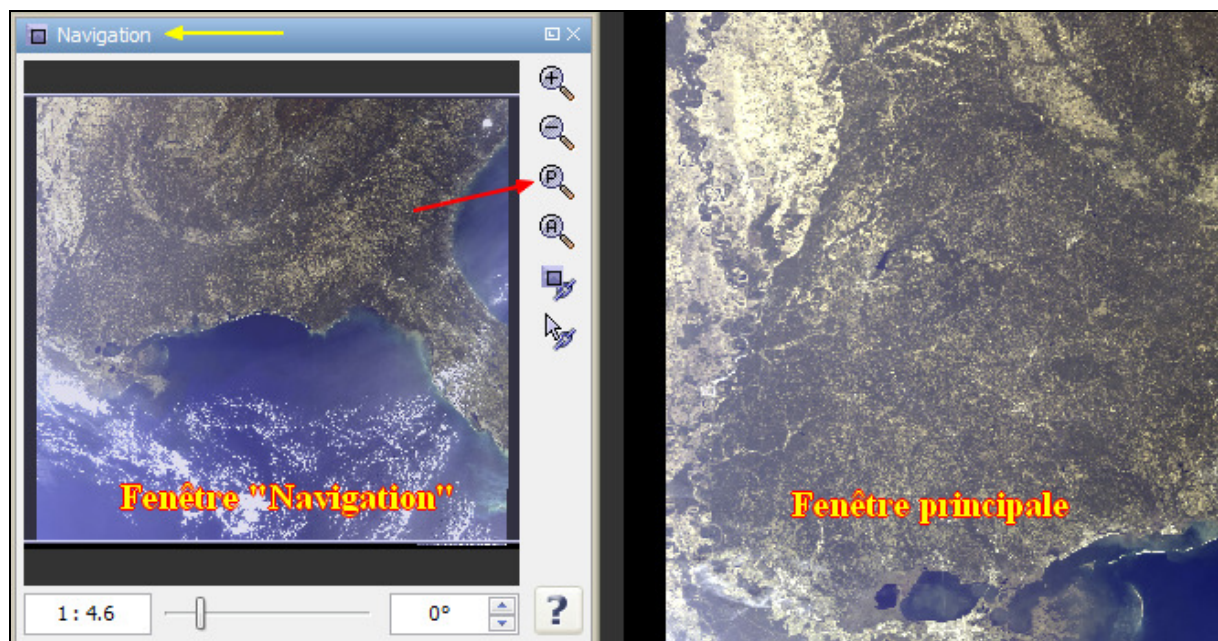 Navigation
P
A
Fenêtre "Navigation"
Fenêtre principale
1 : 4.6
0°
?